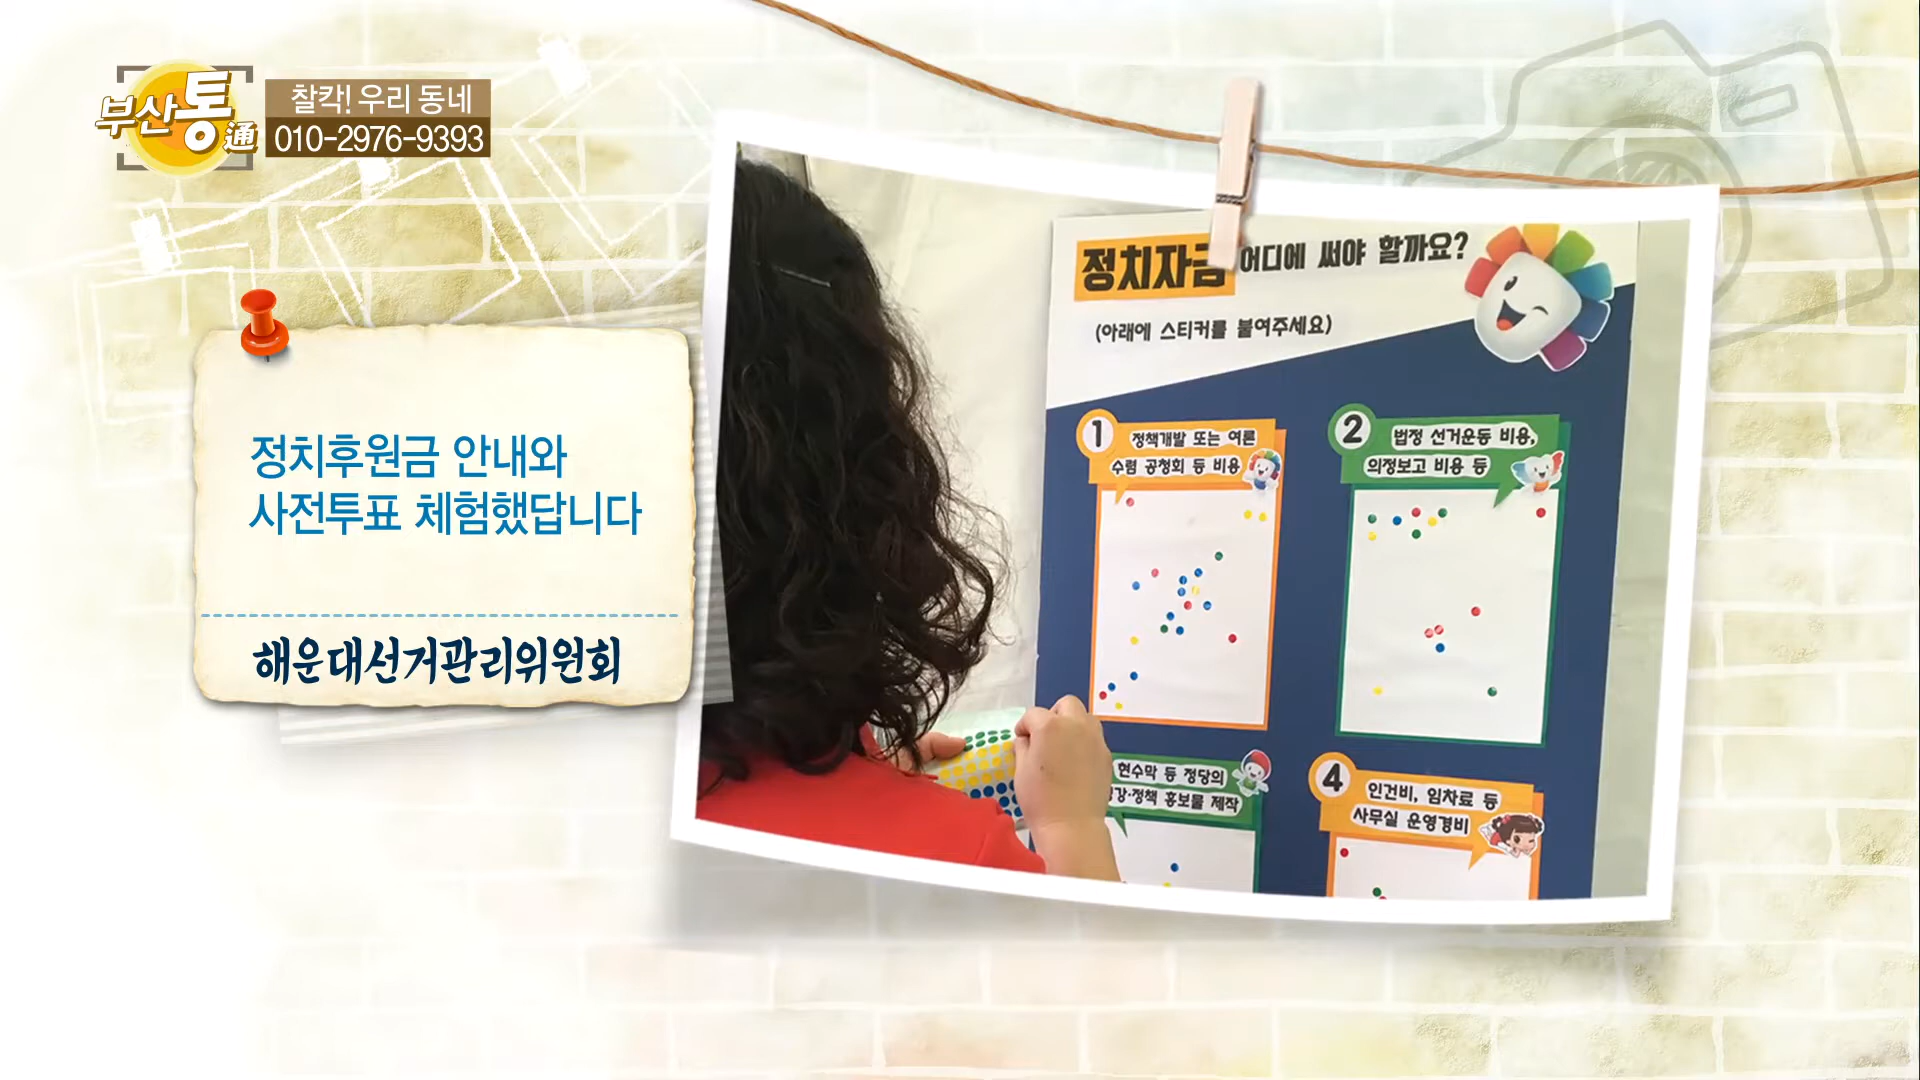 부산통通
찰칵! 우리 동네
010-2976-9393
정치후원금 안내와
사전투표 체험했답니다
해운대선거관리위원회
정치자금 어디에 써야 할까요?
(아래에 스티커를 붙여주세요)
1 정책개발 또는 여론
수렴 공청회 등 비용
2 법정 선거운동 비용,
의정보고 비용 등
현수막 등 정당의
정강·정책 홍보물 제작
4 인건비, 임차료 등
사무실 운영경비